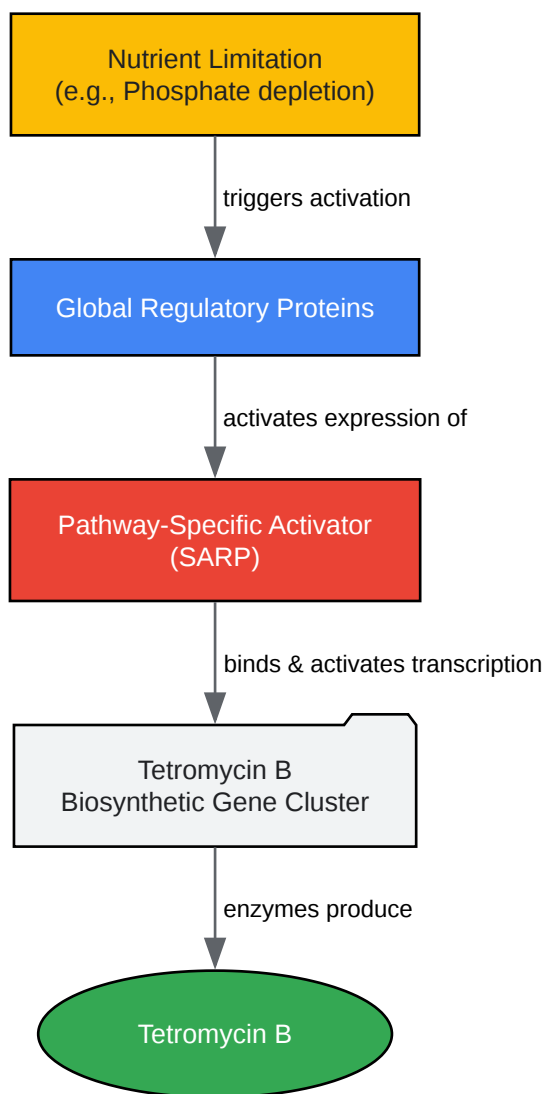 Nutrient Limitation
(e.g., Phosphate depletion)
triggers activation
Global Regulatory Proteins
activates expression of
Pathway-Specific Activator
(SARP)
binds & activates transcription
Tetromycin B
Biosynthetic Gene Cluster
enzymes produce
Tetromycin B